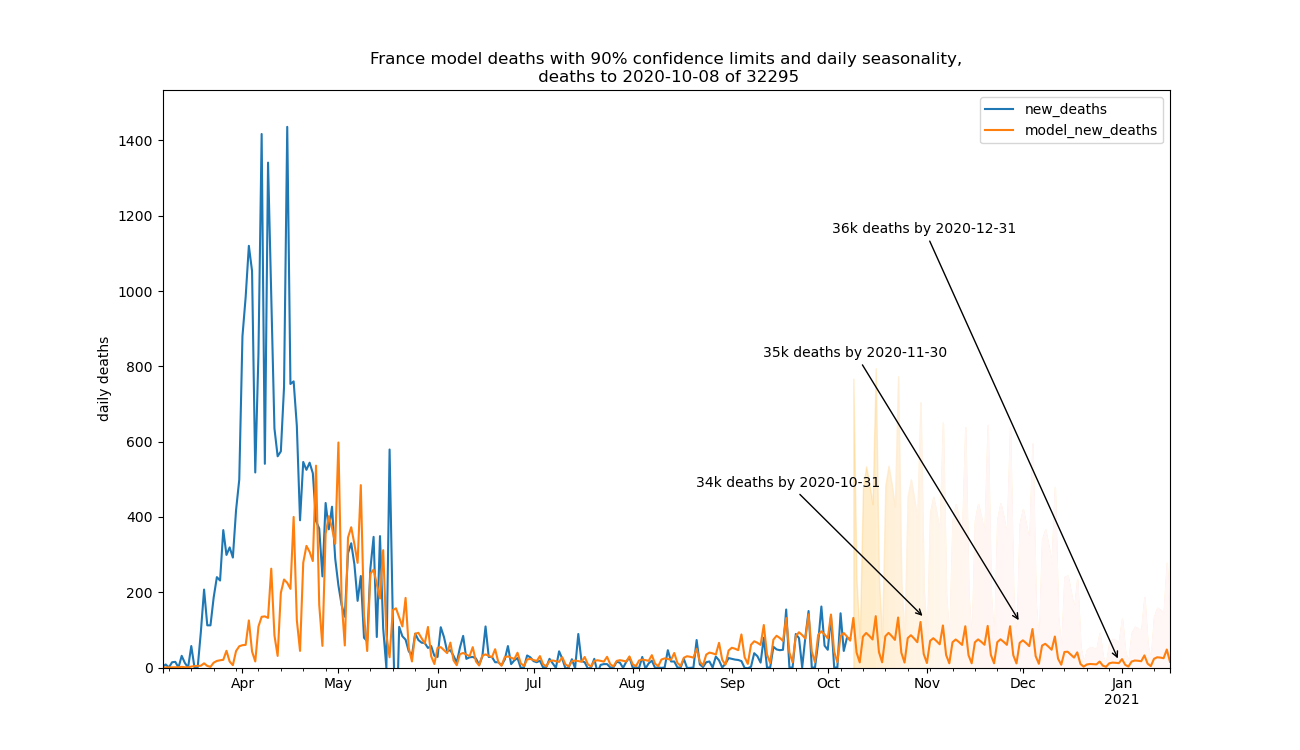 France model deaths with 90% confidence limits and daily seasonality,
deaths to 2020-10-08 of 32295
new_deaths
model_new_deaths
1400
1200
1000
800
600
400
200
0
daily deaths
36k deaths by 2020-12-31
35k deaths by 2020-11-30
34k deaths by 2020-10-31
Apr May Jun Jul Aug Sep Oct Nov Dec Jan
2021